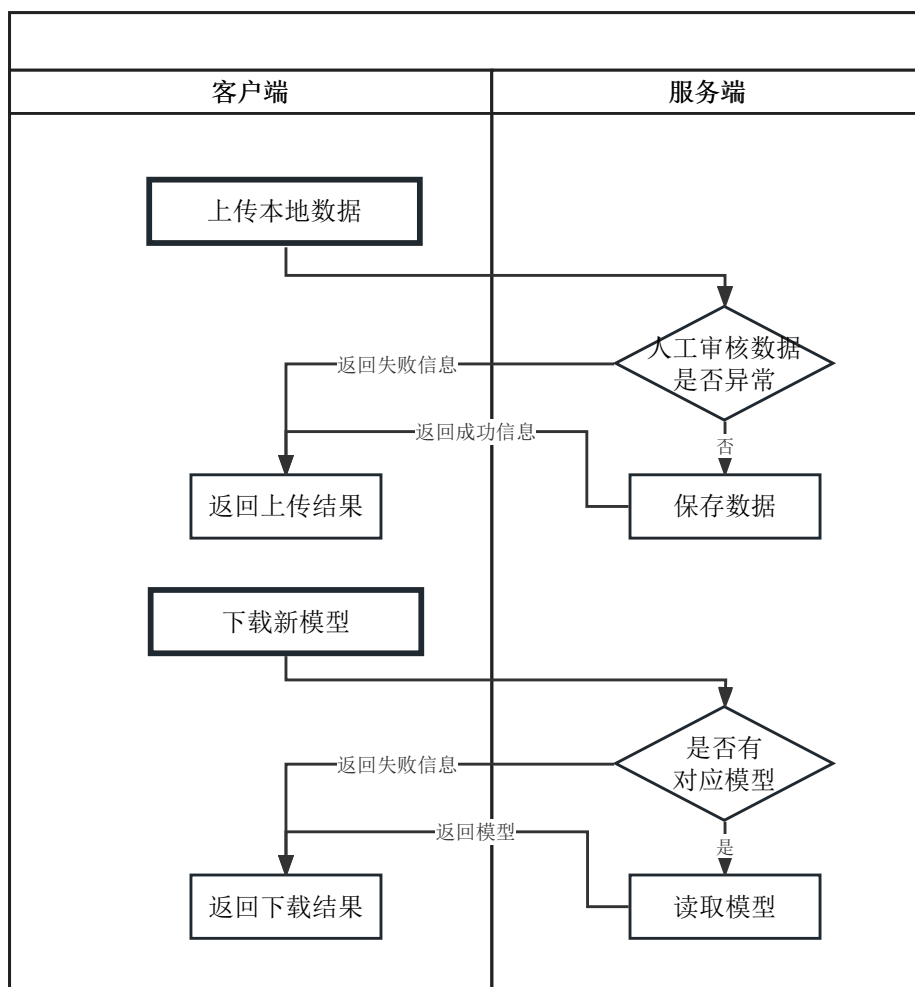 客户端
服务端
上传本地数据
人工审核数据
是否异常
返回失败信息
返回成功信息
否
返回上传结果
保存数据
下载新模型
是否有
对应模型
返回失败信息
返回模型
是
返回下载结果
读取模型